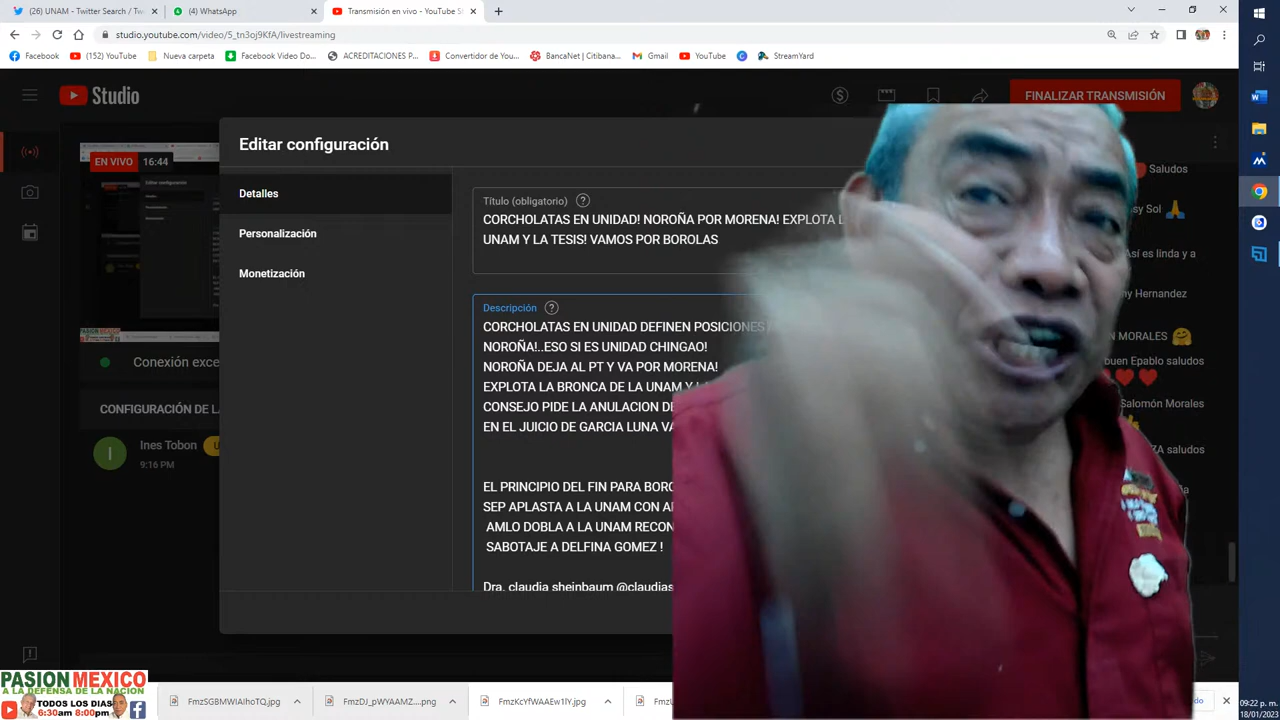 (26) UNAM - Twitter Search / Tw
(4) WhatsApp
Transmisión en vivo - YouTube S
studio.youtube.com/video/5_tn3oj9KfA/livestreaming
Facebook
(152) YouTube
Nueva carpeta
Facebook Video Do...
ACREDITACIONES P...
Convertidor de You...
BancaNet | Citibana...
Gmail
YouTube
StreamYard
Studio
FINALIZAR TRANSMISIÓN
EN VIVO 16:44
Editar configuración
Saludos
Detalles
Título (obligatorio)
CORCHOLATAS EN UNIDAD! NOROÑA POR MORENA! EXPLOTA
UNAM Y LA TESIS! VAMOS POR BOROLAS
Sol
Personalización
Así es linda y a
Monetización
Hernandez
Descripción
CORCHOLATAS EN UNIDAD DEFINEN POSICIONES
MORALES
NOROÑA!..ESO SI ES UNIDAD CHINGAO!
Conexión exce
buen Epablo saludos
NOROÑA DEJA AL PT Y VA POR MORENA!
EXPLOTA LA BRONCA DE LA UNAM Y
CONFIGURACIÓN DE LA
CONSEJO PIDE LA ANULACION DE
Salomón Morales
EN EL JUICIO DE GARCIA LUNA VA
Ines Tobon
saludos
9:16 PM
EL PRINCIPIO DEL FIN PARA
SEP APLASTA A LA UNAM CON
AMLO DOBLA A LA UNAM
SABOTAJE A DELFINA GOMEZ !
Dra. claudia sheinbaum @claudias
PASION MEXICO
A LA DEFENSA DE LA NACION
TODOS LOS DIAS
6:30am 8:00pm
FmzSGBMWIAIhoTQ.jpg
FmzDJ_pWYAAMZ....png
FmzKcYfWAAEw1lY.jpg
09:22 p. m.
18/01/2023